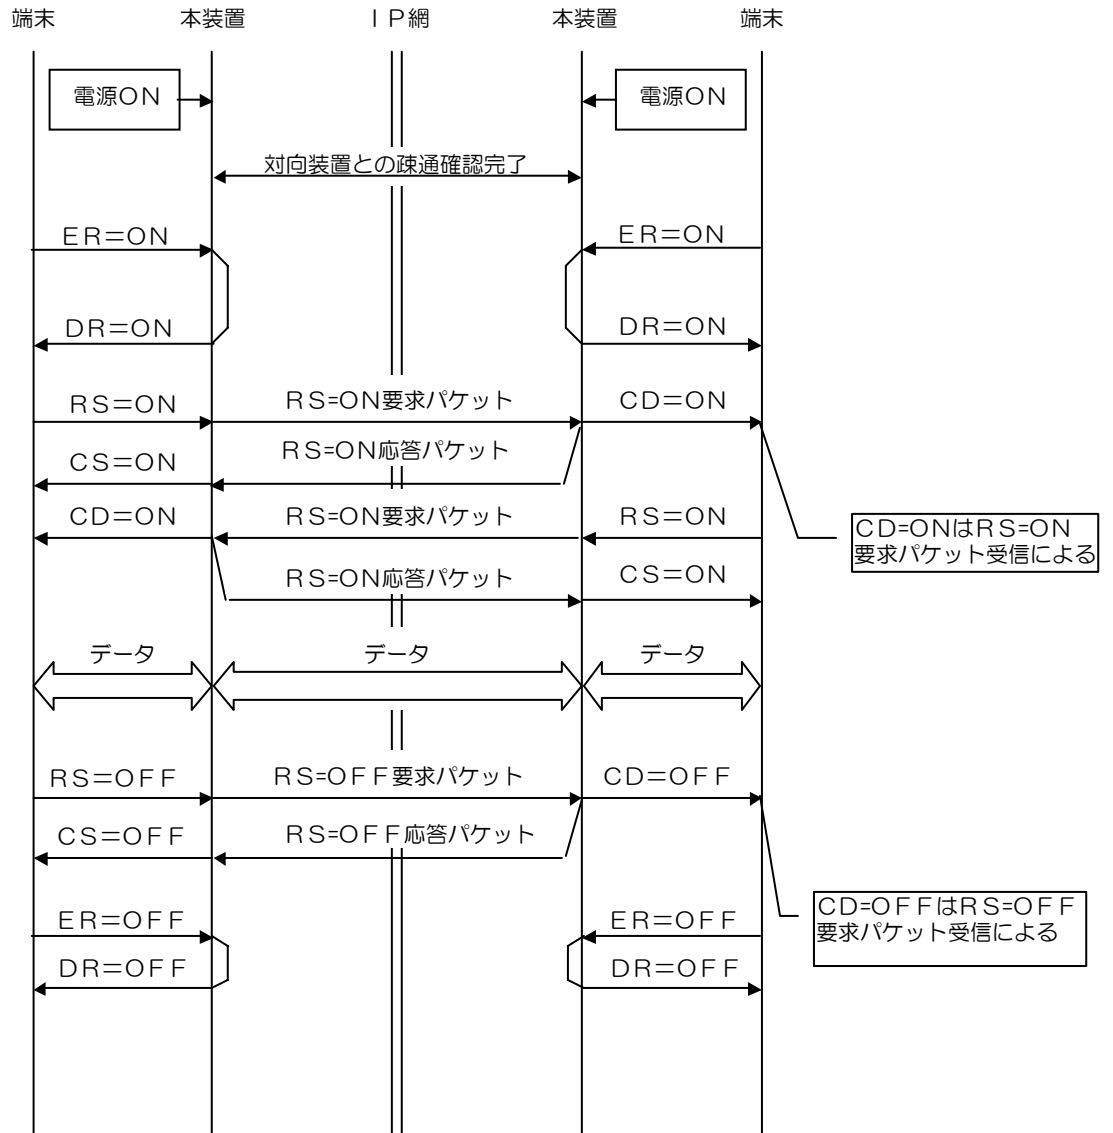 端末
本装置
ＩＰ網
本装置
端末
電源ON
電源ON
対向装置との疎通確認完了
ER＝ON
ER＝ON
DR＝ON
DR＝ON
RS＝ON
RS=ON要求パケット
CD＝ON
CS＝ON
RS=ON応答パケット
CD＝ON
RS=ON要求パケット
RS＝ON
CD=ONはRS=ON
要求パケット受信による
RS=ON応答パケット
CS＝ON
データ
データ
データ
RS＝OFF
RS=OFF要求パケット
CD＝OFF
CS＝OFF
RS=OFF応答パケット
CD=OFFはRS=OFF
要求パケット受信による
ER＝OFF
ER＝OFF
DR＝OFF
DR＝OFF